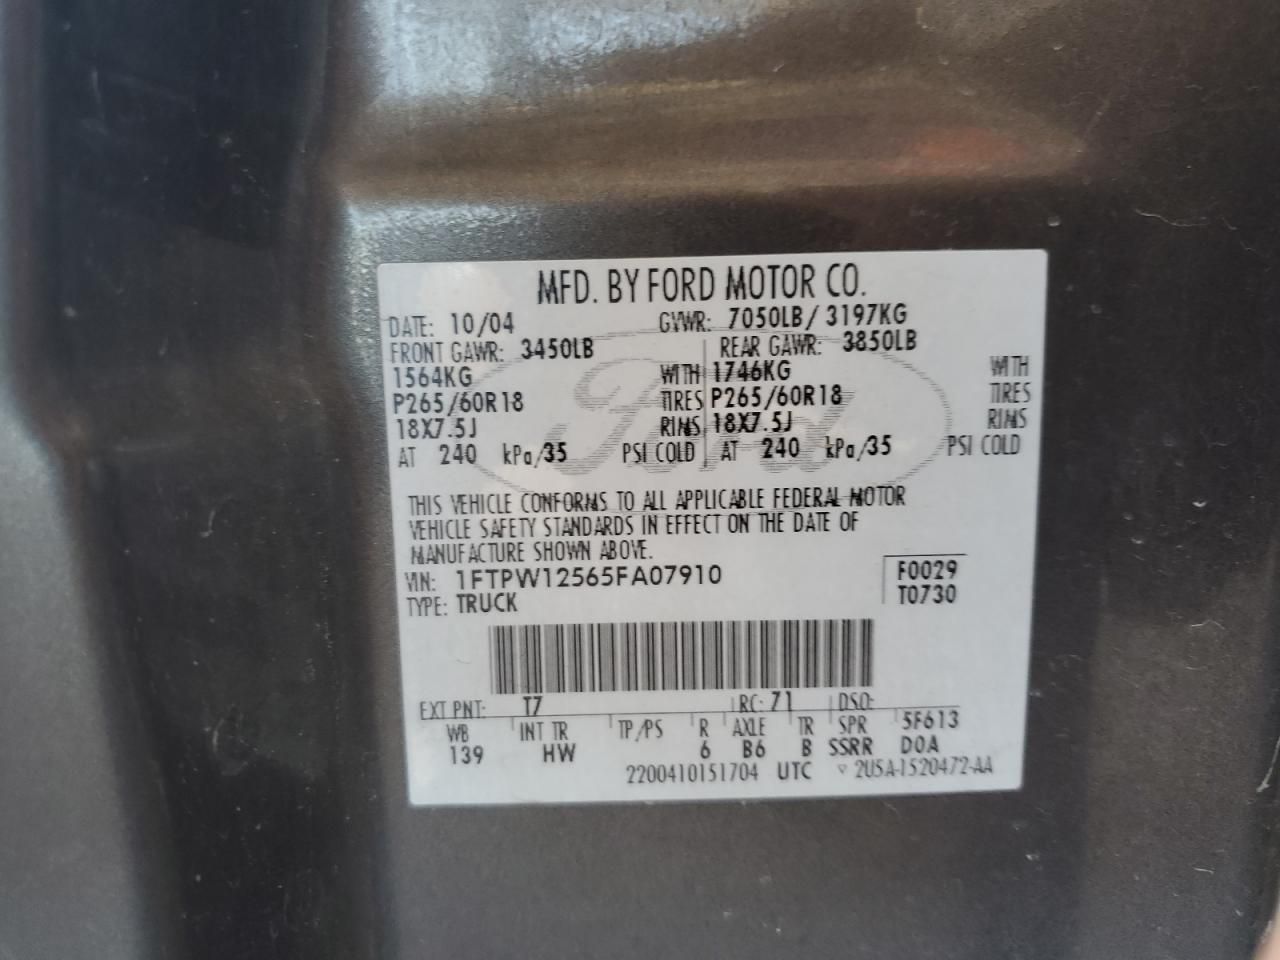 MFD. BY FORD MOTOR CO.
DATE: 10/04 GVWR: 7050LB/ 3197KG
FRONT GAWR: 3450LB REAR GAWR: 3850LB
1564KG WITH 1746KG WITH
P265/60R18 TIRES P265/60R18 TIRES
18X7.5J RIMS 18X7.5J RIMS
AT 240 kPa/35 PSI COLD AT 240 kPa/35 PSI COLD
Ford
THIS VEHICLE CONFORMS TO ALL APPLICABLE FEDERAL MOTOR
VEHICLE SAFETY STANDARDS IN EFFECT ON THE DATE OF
MANUFACTURE SHOWN ABOVE.
VIN: 1FTPW12565FA07910 F0029
TYPE: TRUCK T0730
EXT PNT: T7 RC: 71 DSO:
WB INT TR TP/PS R AXLE TR SPR 5F613
139 HW 6 B6 B SSRR DOA
2200410151704 UTC ▽ 2U5A-1520472-AA